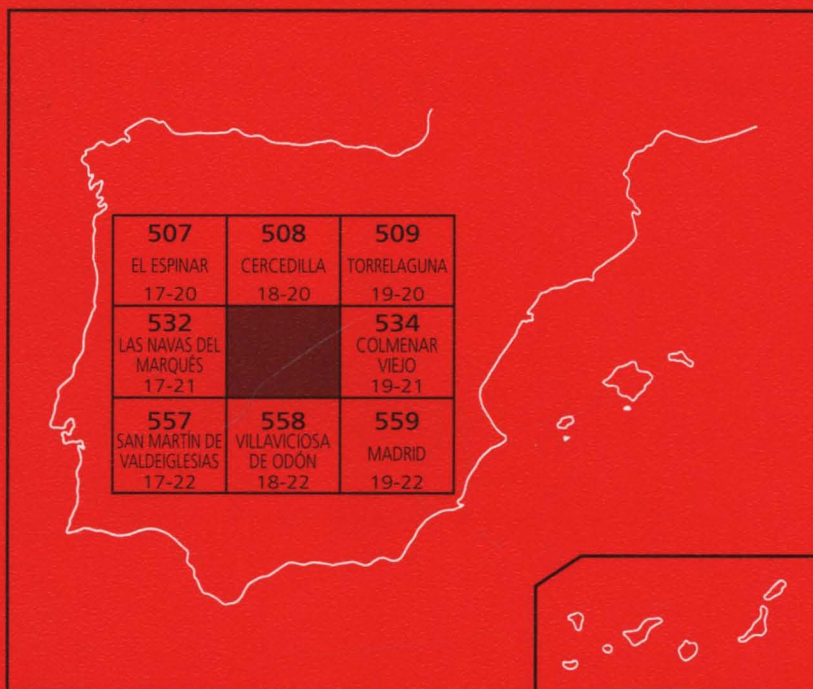 507
EL ESPINAR
17-20
508
CERCEDILLA
18-20
509
TORRELAGUNA
19-20
532
LAS NAVAS DEL
MARQUÉS
17-21
534
COLMENAR
VIEJO
19-21
557
SAN MARTÍN DE
VALDEIGLESIAS
17-22
558
VILLAVICIOSA
DE ODÓN
18-22
559
MADRID
19-22